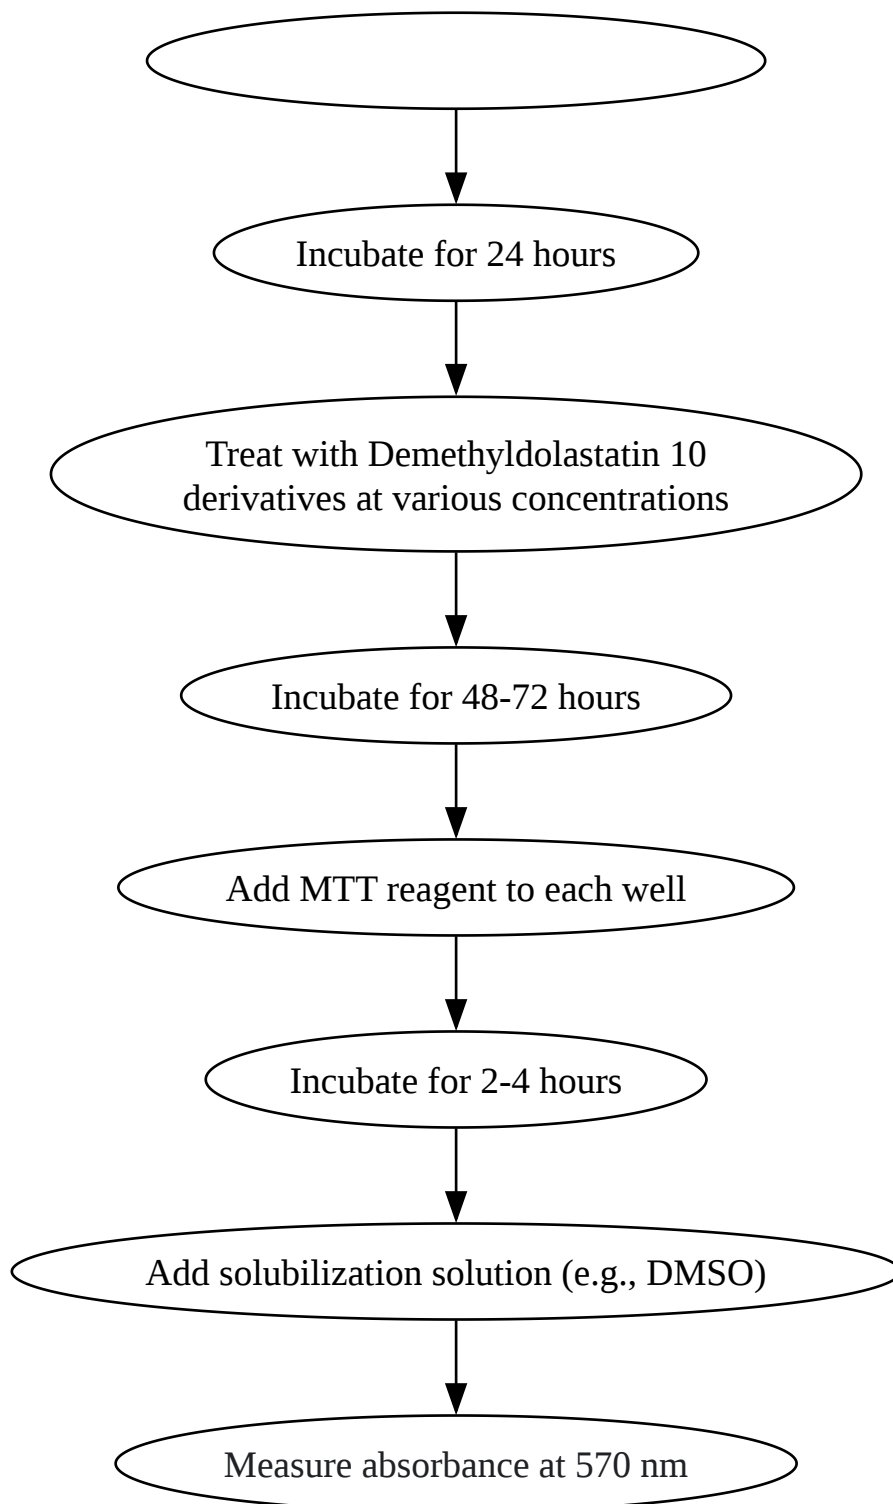 Incubate for 24 hours
Treat with Demethyldolastatin 10
derivatives at various concentrations
Incubate for 48-72 hours
Add MTT reagent to each well
Incubate for 2-4 hours
Add solubilization solution (e.g., DMSO)
Measure absorbance at 570 nm